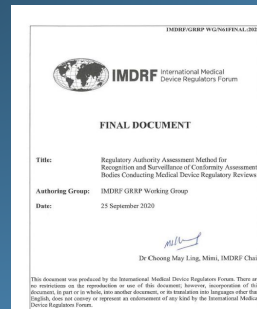 IMDRF/GRRP WG/N61FINAL:202
IMDRF International Medical
Device Regulators Forum
FINAL DOCUMENT
Title: Regulatory Authority Assessment Method for
Recognition and Surveillance of Conformity Assessment
Bodies Conducting Medical Device Regulatory Reviews
Authoring Group: IMDRF GRRP Working Group
Date: 25 September 2020
Dr Choong May Ling, Mimi, IMDRF Chai
This document was produced by the International Medical Device Regulators Forum. There are
no restrictions on the reproduction or use of this document; however, incorporation of this
document, in part or in whole, into another document, or its translation into languages other than
English, does not convey or represent an endorsement of any kind by the International Medical
Device Regulators Forum.